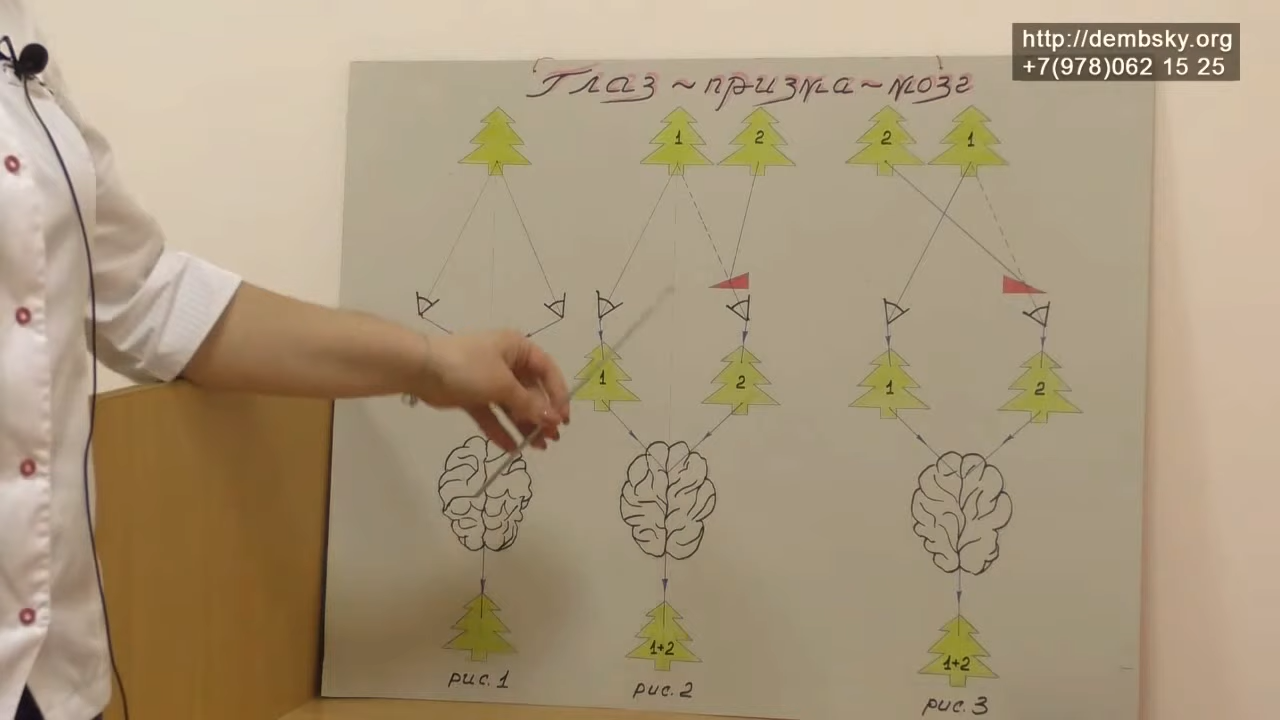 http://dembsky.org
+7(978)062 15 25
Глаз ~ призма ~ мозг
1 2 2 1
1 2 1 2
1+2 1+2
рис. 1 рис. 2 рис. 3